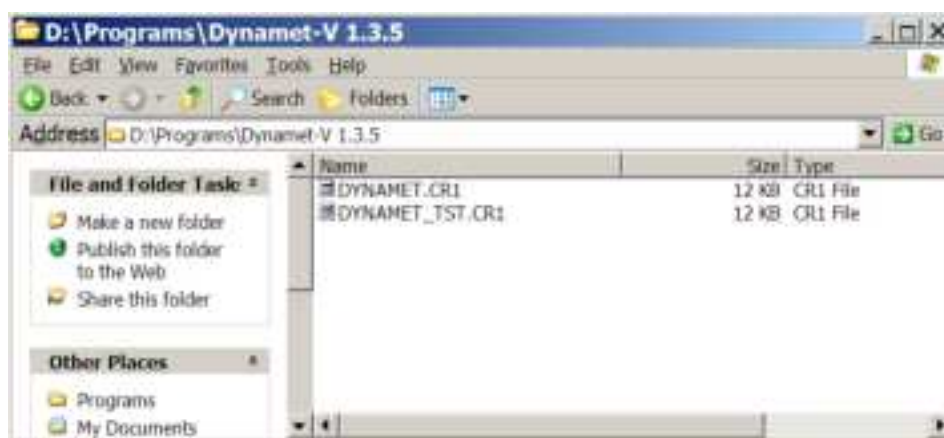 D:\Programs\Dynamet-V 1.3.5
File Edit View Favorites Tools Help
Back Search Folders
Address D:\Programs\Dynamet-V 1.3.5 Go
File and Folder Tasks
Make a new folder
Publish this folder
to the Web
Share this folder
Other Places
Programs
My Documents
Name Size Type
DYNAMET.CR1 12 KB CR1 File
DYNAMET_TST.CR1 12 KB CR1 File